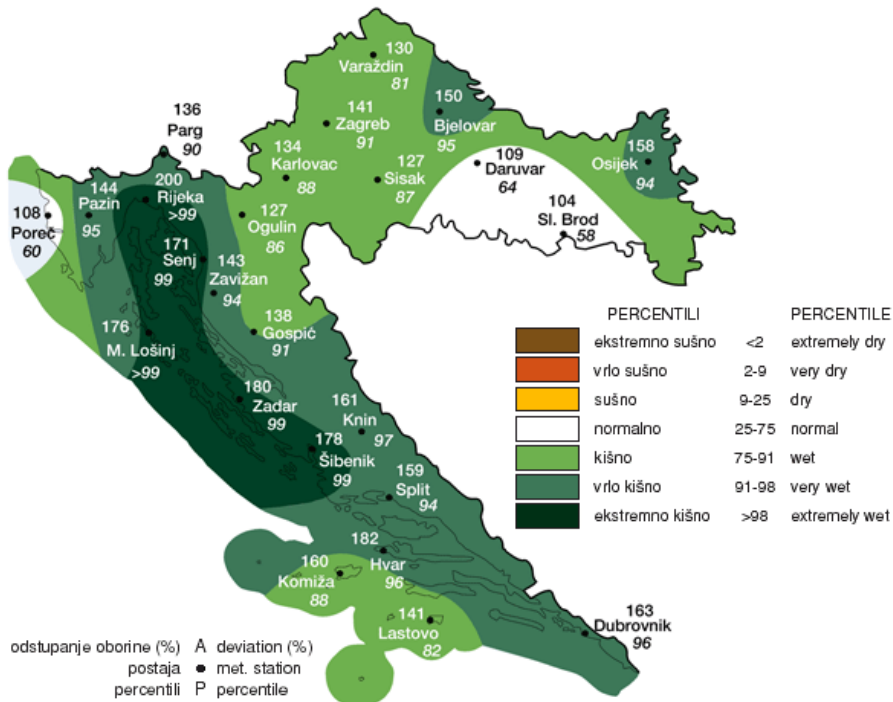 130
Varaždin
81
150
Bjelovar
95
141
Zagreb
91
136
Parg
90
134
Karlovac
88
127
Sisak
87
109
Daruvar
64
158
Osijek
94
104
Sl. Brod
58
108
Poreč
60
144
Pazin
95
200
Rijeka
>99
127
Ogulin
86
171
Senj
99
143
Zavižan
94
138
Gospić
91
176
M. Lošinj
>99
180
Zadar
99
161
Knin
97
178
Šibenik
99
159
Split
94
182
Hvar
96
160
Komiža
88
141
Lastovo
82
163
Dubrovnik
96
PERCENTILI PERCENTILE
ekstremno sušno <2 extremely dry
vrlo sušno 2-9 very dry
sušno 9-25 dry
normalno 25-75 normal
kišno 75-91 wet
vrlo kišno 91-98 very wet
ekstremno kišno >98 extremely wet
odstupanje oborine (%) A deviation (%)
postaja met. station
percentili P percentile